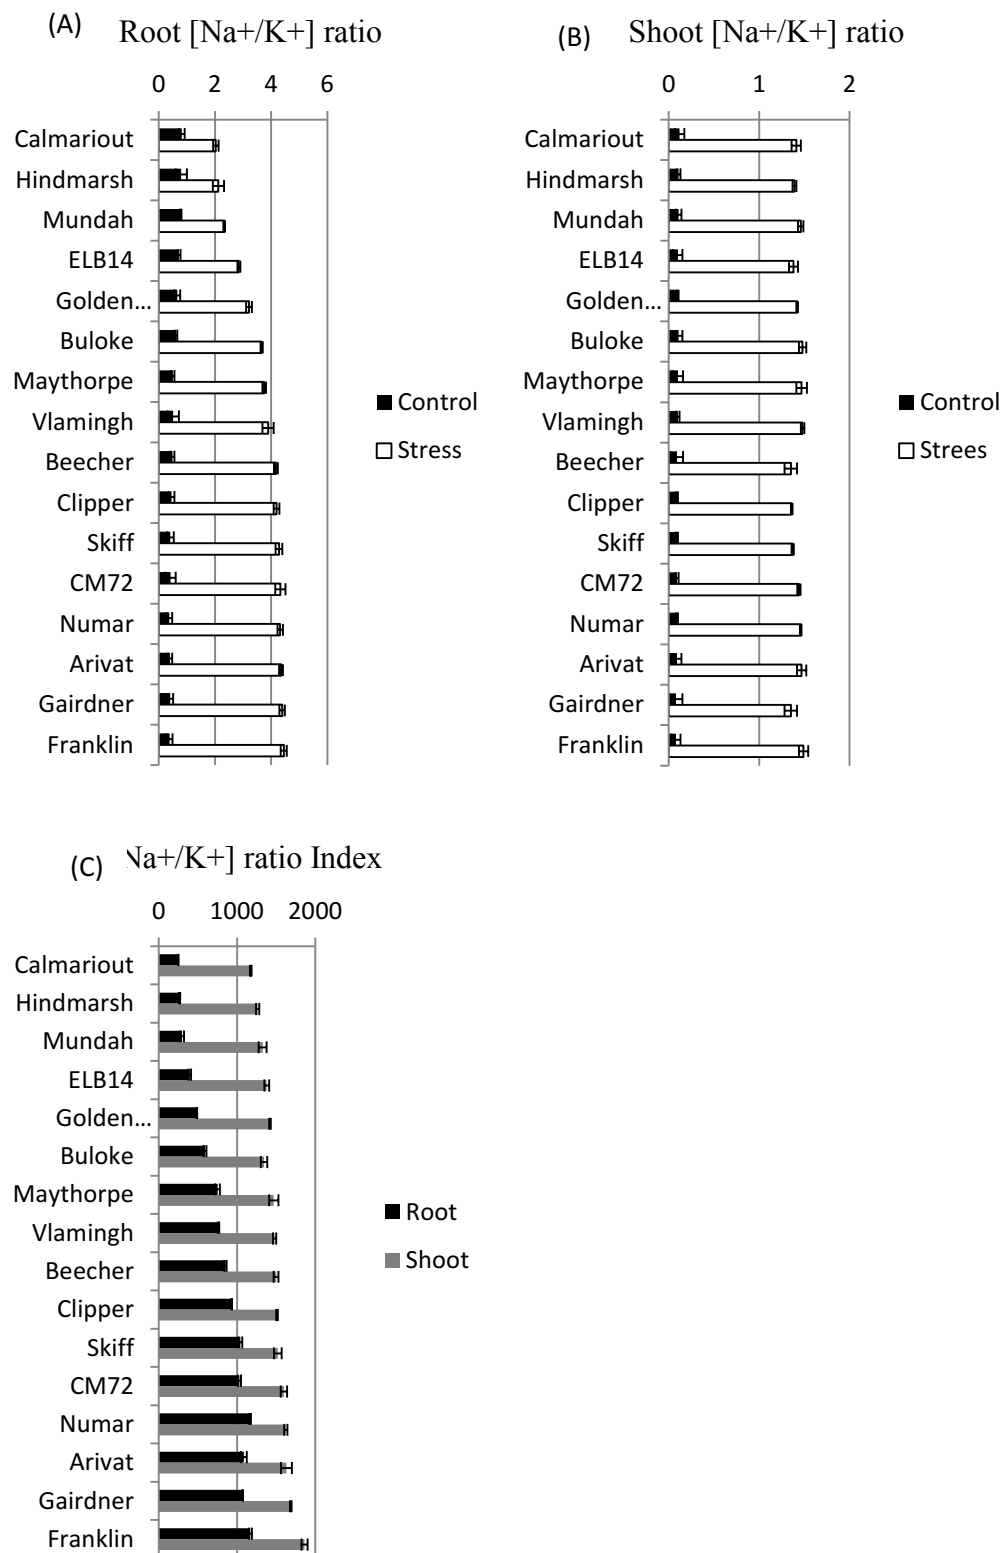 (A) Root [Na+/K+] ratio
0 2 4 6
Calmariout
Hindmarsh
Mundah
ELB14
Golden...
Buloke
Maythorpe
Vlamingh
Beecher
Clipper
Skiff
CM72
Numar
Arivat
Gairdner
Franklin
Control
Stress
(B) Shoot [Na+/K+] ratio
0 1 2
Calmariout
Hindmarsh
Mundah
ELB14
Golden...
Buloke
Maythorpe
Vlamingh
Beecher
Clipper
Skiff
CM72
Numar
Arivat
Gairdner
Franklin
Control
Strees
(C) Na+/K+] ratio Index
0 1000 2000
Calmariout
Hindmarsh
Mundah
ELB14
Golden...
Buloke
Maythorpe
Vlamingh
Beecher
Clipper
Skiff
CM72
Numar
Arivat
Gairdner
Franklin
Root
Shoot